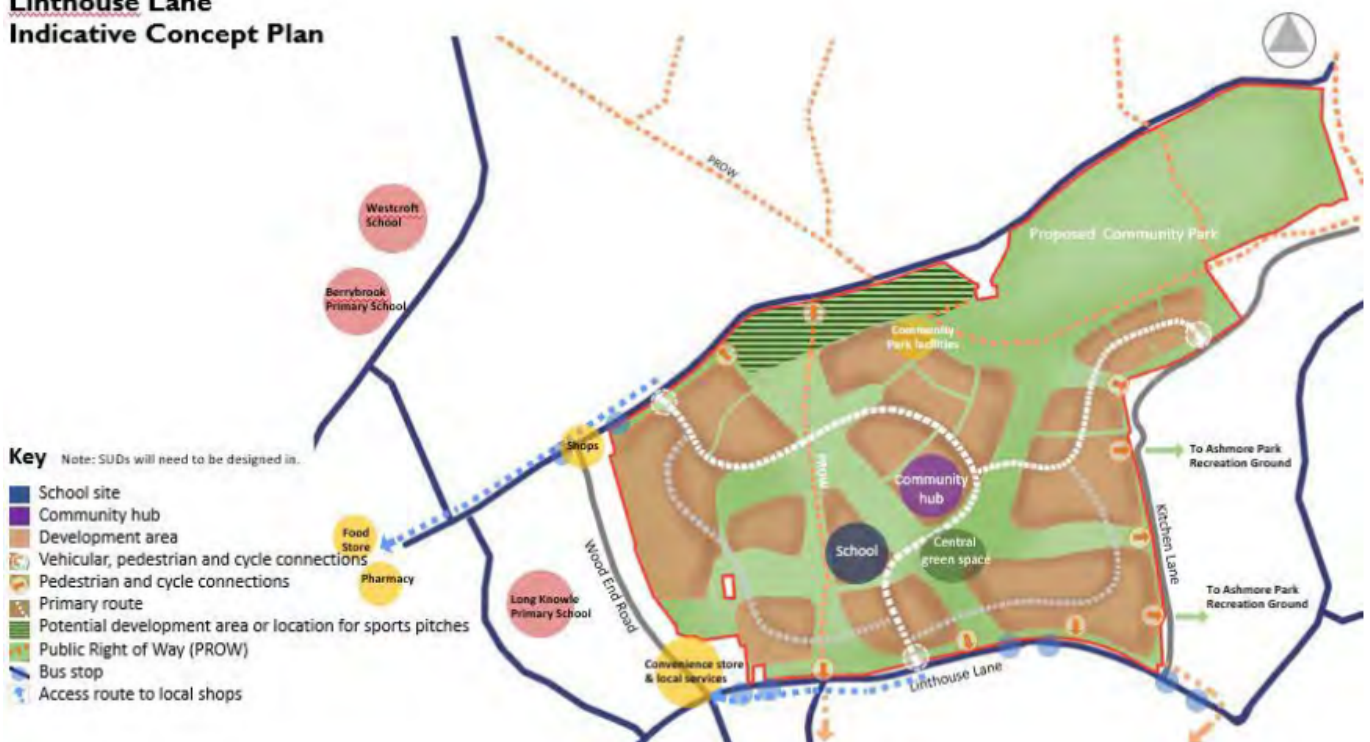 Linthouse Lane
Indicative Concept Plan
PROW
Westcroft
School
Proposed Community Park
Berrybrook
Primary School
Community
Park facilities
Shops
Key Note: SUDs will need to be designed in.
School site
Community hub
Development area
Vehicular, pedestrian and cycle connections
Pedestrian and cycle connections
Primary route
Potential development area or location for sports pitches
Public Right of Way (PROW)
Bus stop
Access route to local shops
To Ashmore Park
Recreation Ground
PROW
Community
hub
Food
Store
School
Central
green space
Kitchen Lane
Wood End Road
Pharmacy
Long Knowle
Primary School
To Ashmore Park
Recreation Ground
Convenience store
& local services
Linthouse Lane